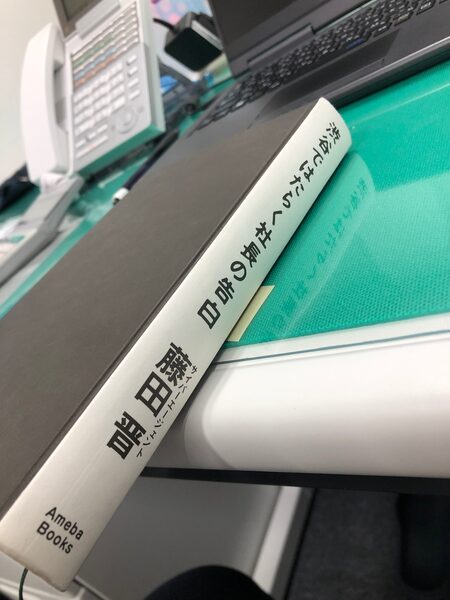 渋谷ではたらく社長の告白
サイバーエージェント
藤田晋
Ameba
Books